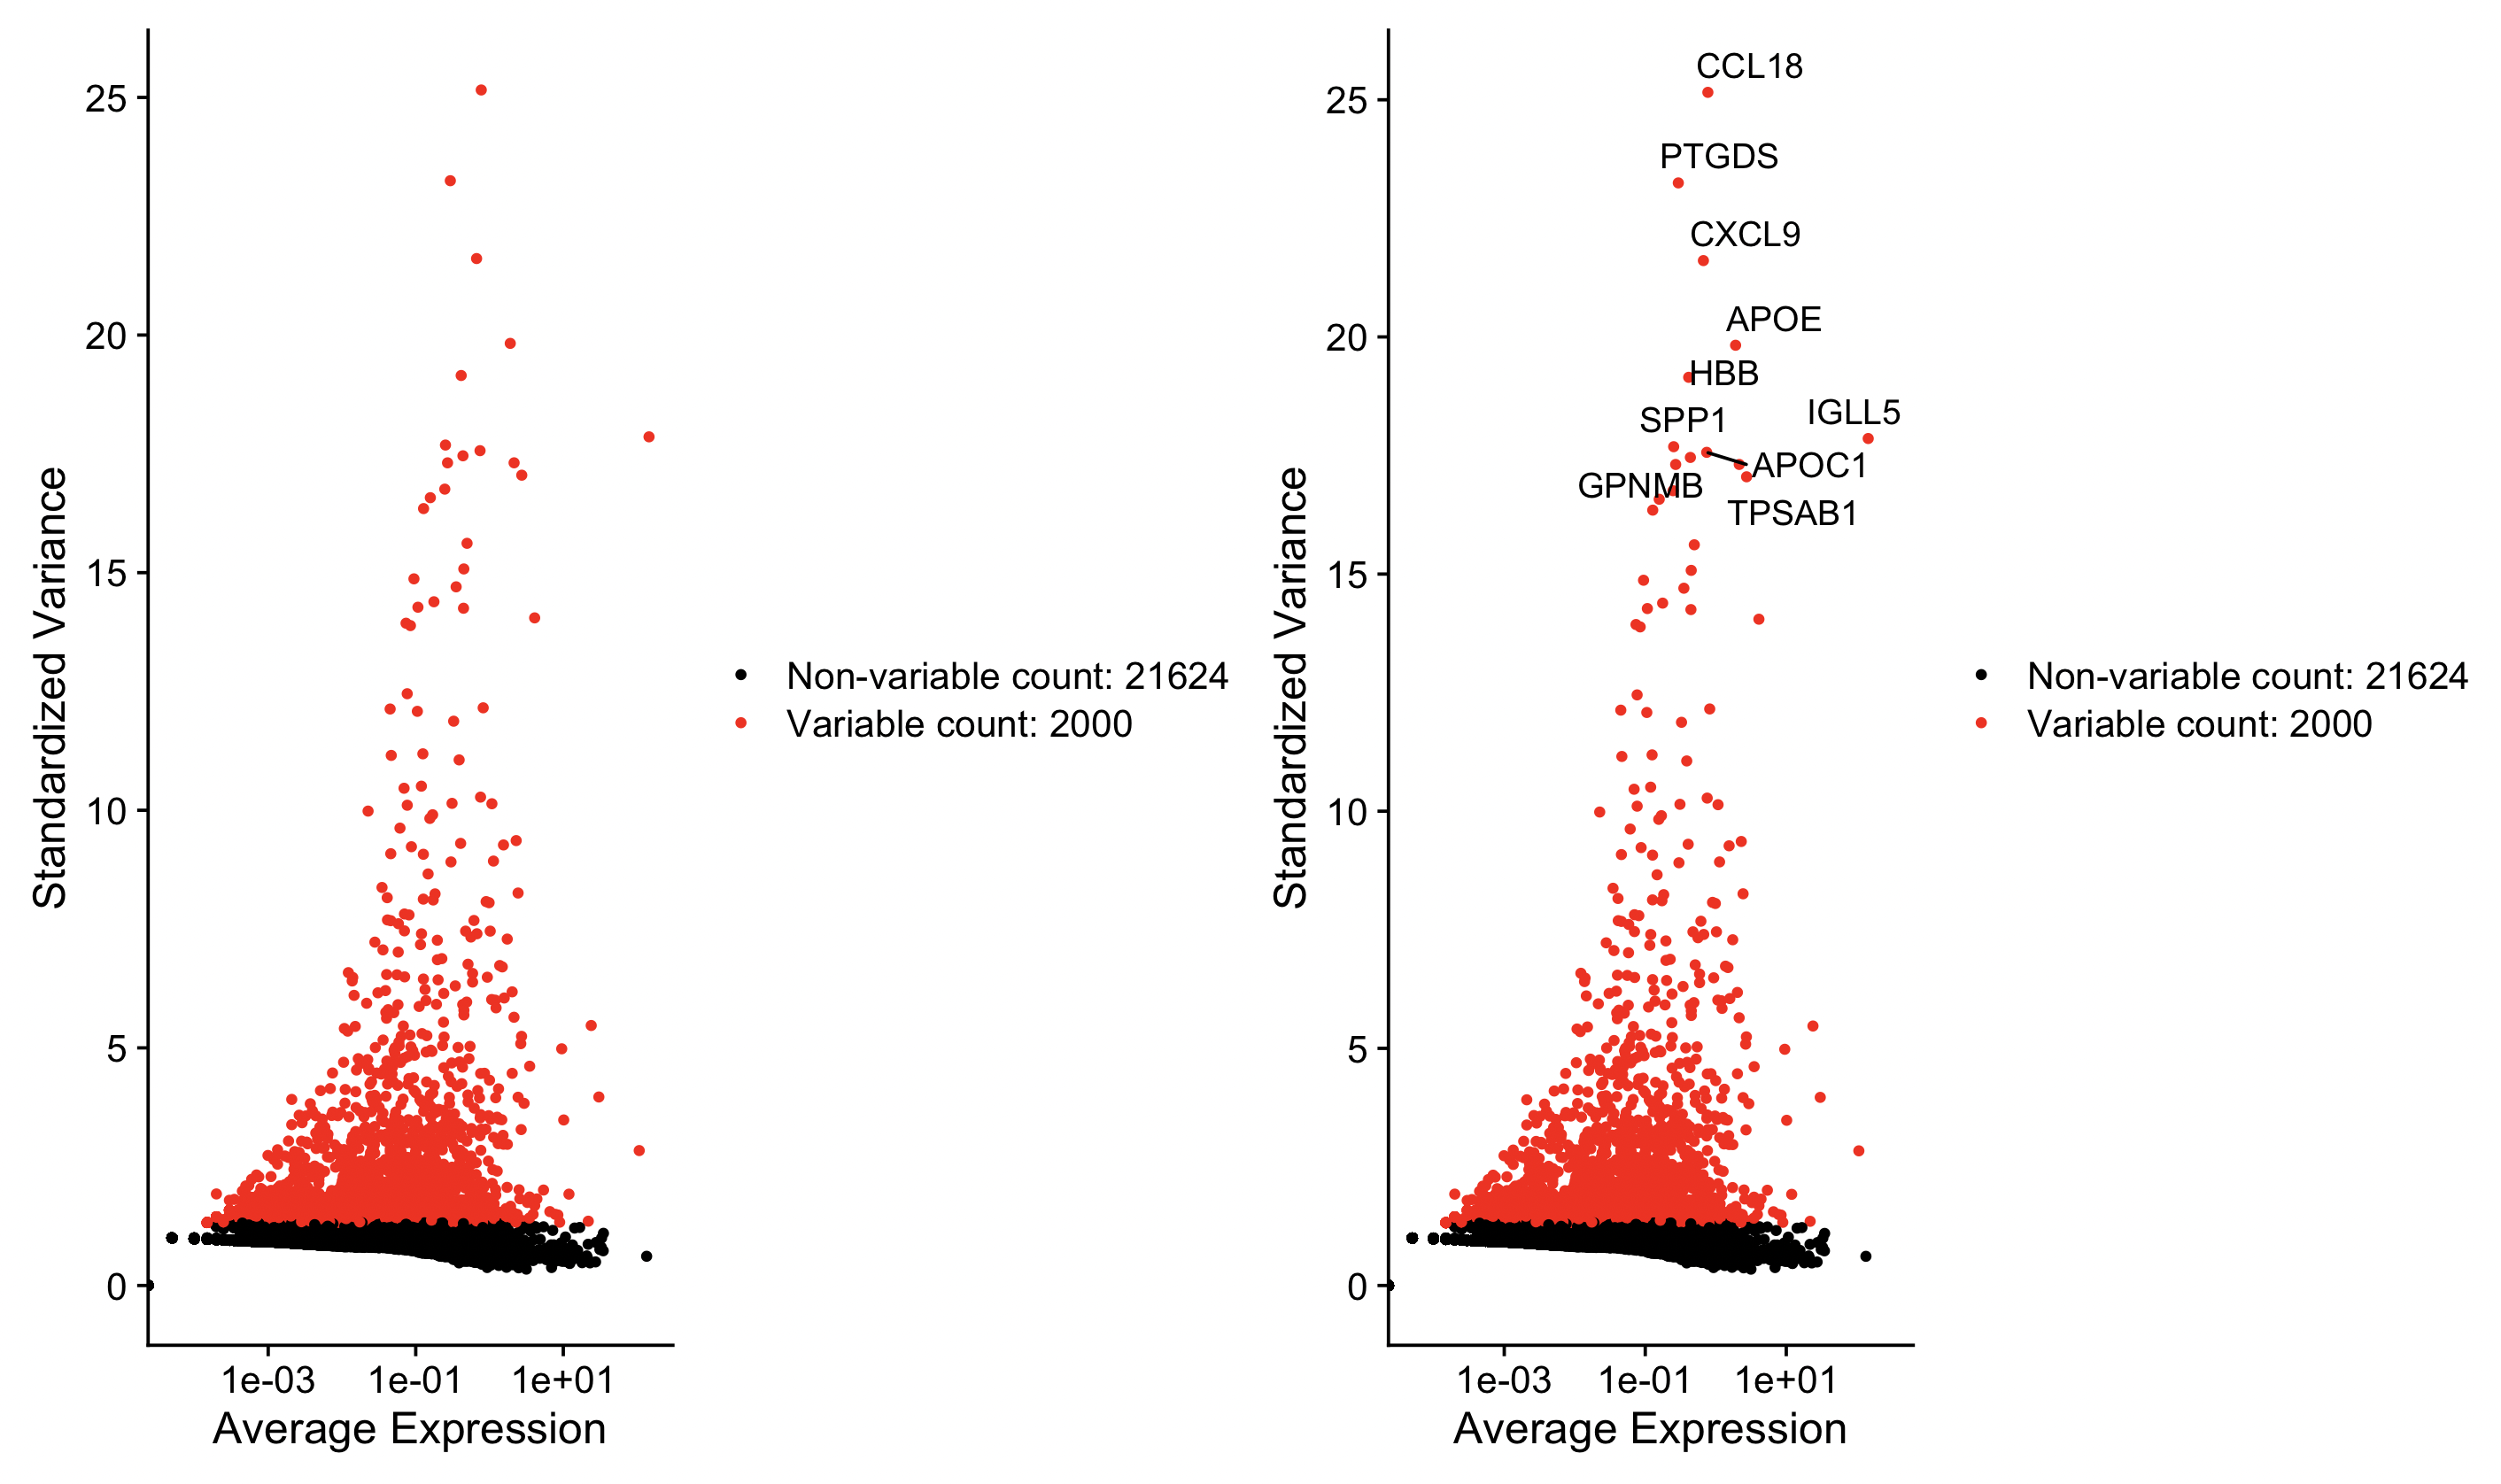 25
20
15
10
5
0
Standardized Variance
1e-03 1e-01 1e+01
Average Expression
Non-variable count: 21624
Variable count: 2000
CCL18
PTGDS
CXCL9
APOE
HBB
IGLL5
SPP1
APOC1
GPNMB
TPSAB1
25
20
15
10
5
0
Standardized Variance
1e-03 1e-01 1e+01
Average Expression
Non-variable count: 21624
Variable count: 2000